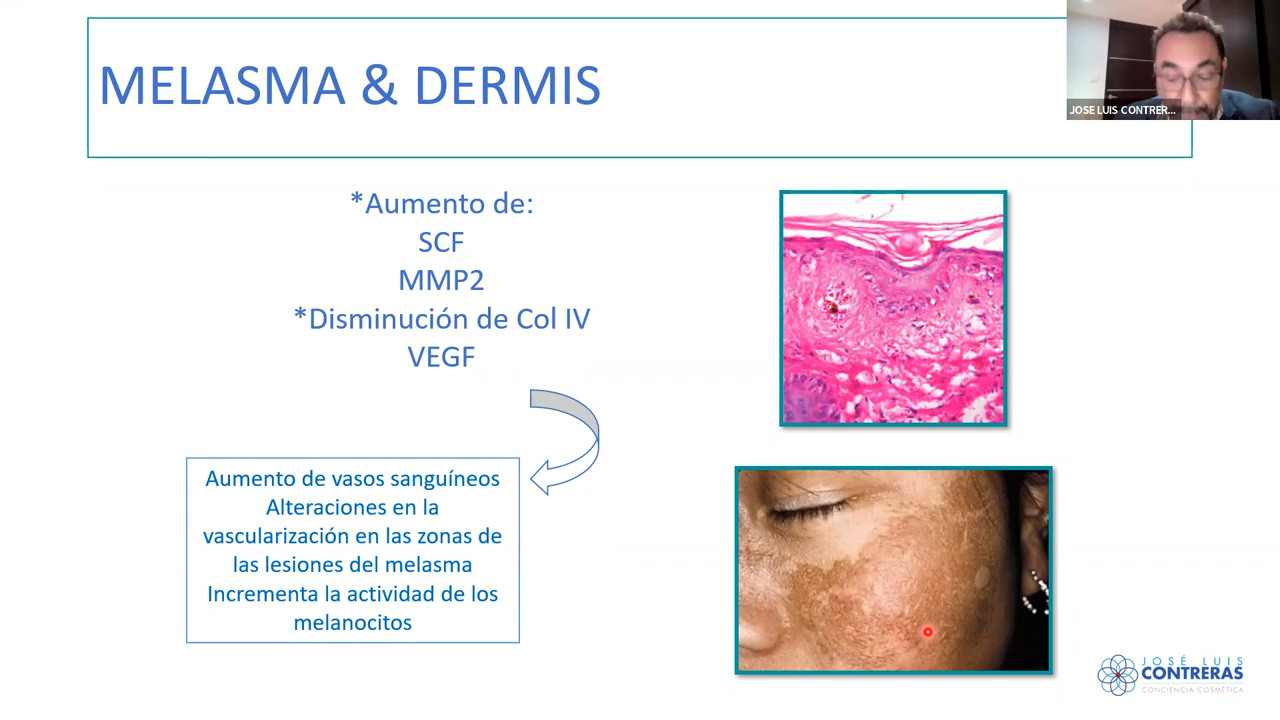 MELASMA & DERMIS
JOSE LUIS CONTRER...
*Aumento de:
SCF
MMP2
*Disminución de Col IV
VEGF
Aumento de vasos sanguíneos
Alteraciones en la
vascularización en las zonas de
las lesiones del melasma
Incrementa la actividad de los
melanocitos
JOSÉ LUIS
CONTRERAS
CONCIENCIA COSMÉTICA